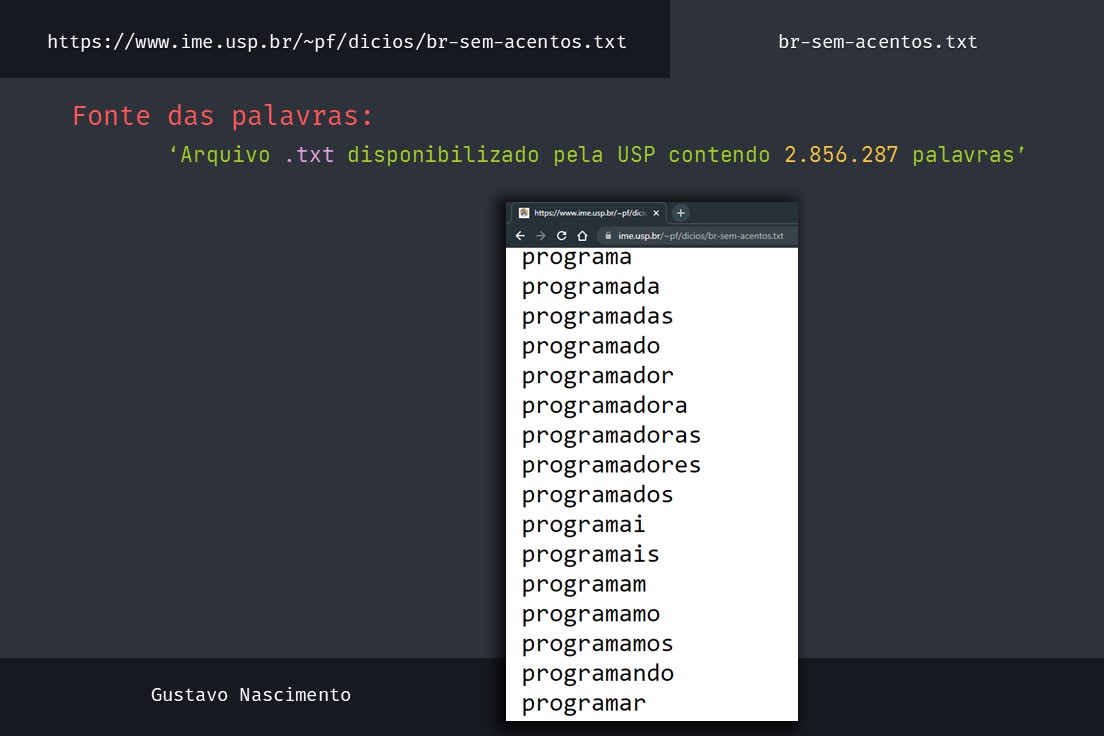 https://www.ime.usp.br/~pf/dicios/br-sem-acentos.txt
br-sem-acentos.txt
Fonte das palavras:
‘Arquivo .txt disponibilizado pela USP contendo 2.856.287 palavras’
https://www.ime.usp.br/~pf/dici
ime.usp.br/~pf/dicios/br-sem-acentos.txt
programa
programada
programadas
programado
programador
programadora
programadoras
programadores
programados
programai
programais
programam
programamo
programamos
programando
programar
Gustavo Nascimento